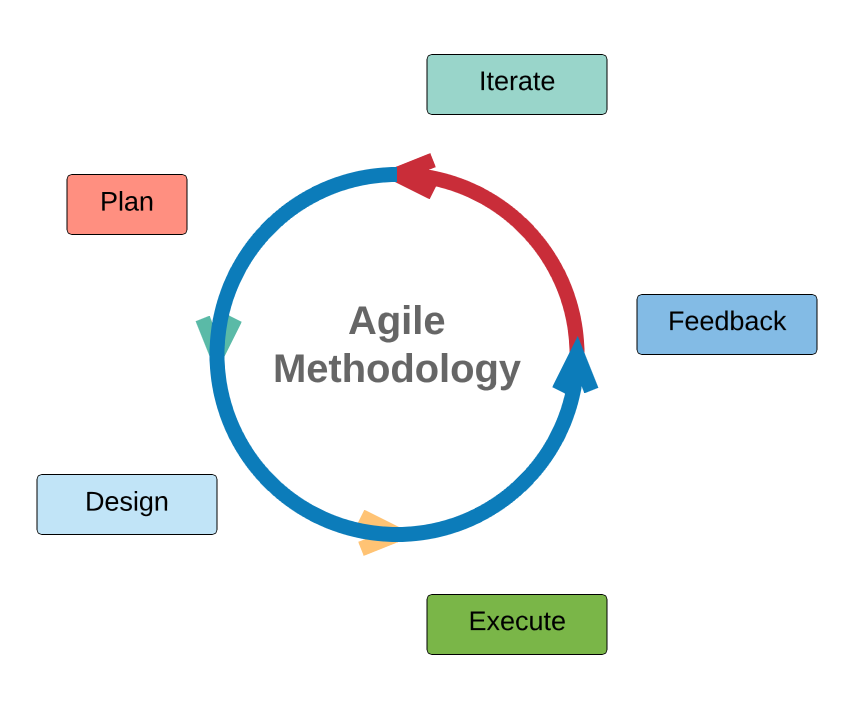 Iterate
Plan
Agile
Methodology
Feedback
Design
Execute